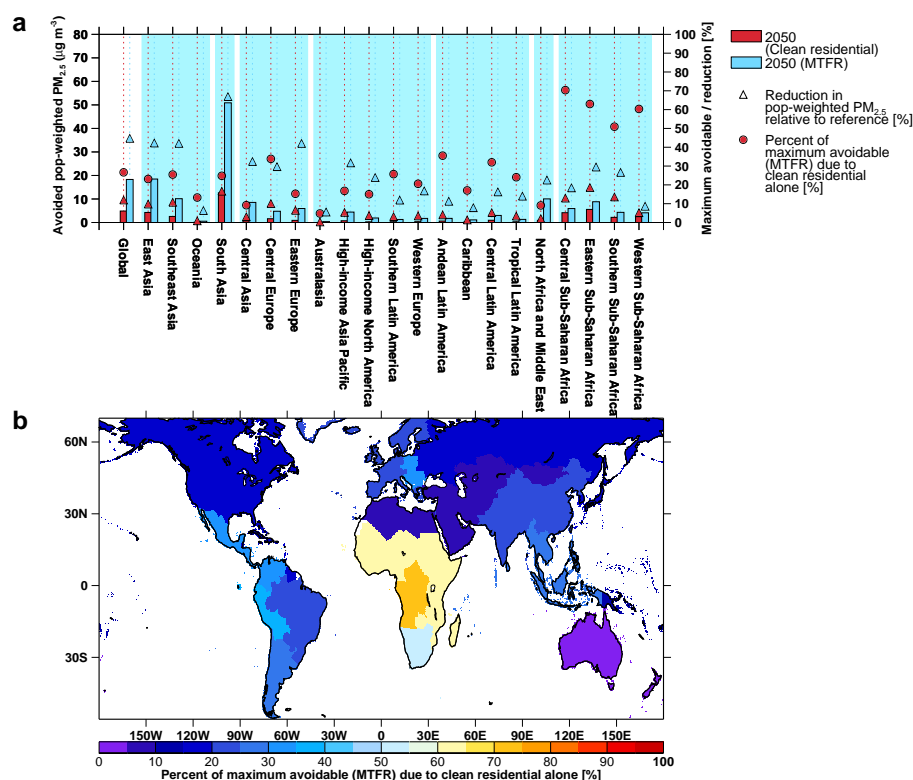 a
80
70
60
50
40
30
20
10
0
Avoided pop-weighted PM2.5 (µg m-3)
100
90
80
70
60
50
40
30
20
10
0
Maximum avoidable / reduction [%]
2050
(Clean residential)
2050 (MTFR)
Reduction in
pop-weighted PM2.5
relative to reference [%]
Percent of
maximum avoidable
(MTFR) due to
clean residential
alone [%]
Global
East Asia
Southeast Asia
Oceania
South Asia
Central Asia
Central Europe
Eastern Europe
Australasia
High-income Asia Pacific
High-income North America
Southern Latin America
Western Europe
Andean Latin America
Caribbean
Central Latin America
Tropical Latin America
North Africa and Middle East
Central Sub-Saharan Africa
Eastern Sub-Saharan Africa
Southern Sub-Saharan Africa
Western Sub-Saharan Africa
b
60N
30N
0
30S
150W 120W 90W 60W 30W 0 30E 60E 90E 120E 150E
0 10 20 30 40 50 60 70 80 90 100
Percent of maximum avoidable (MTFR) due to clean residential alone [%]